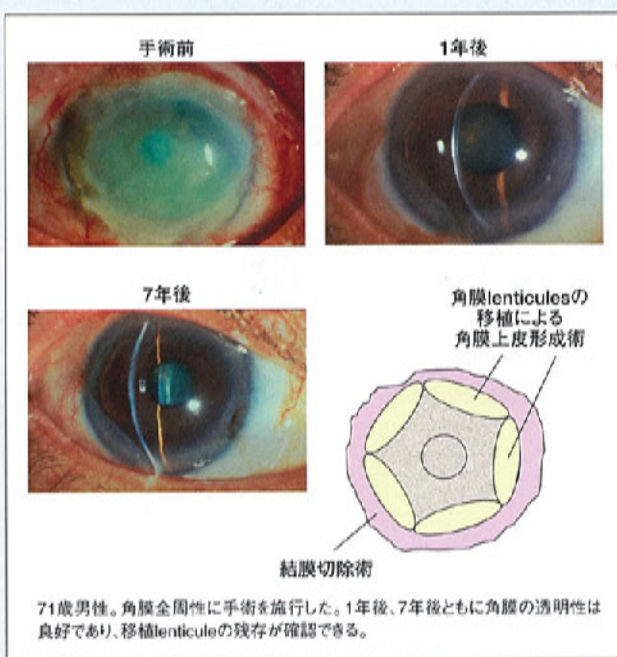 手術前
1年後
7年後
角膜lenticulesの
移植による
角膜上皮形成術
結膜切除術
71歳男性。角膜全周性に手術を施行した。1年後、7年後ともに角膜の透明性は
良好であり、移植lenticuleの残存が確認できる。